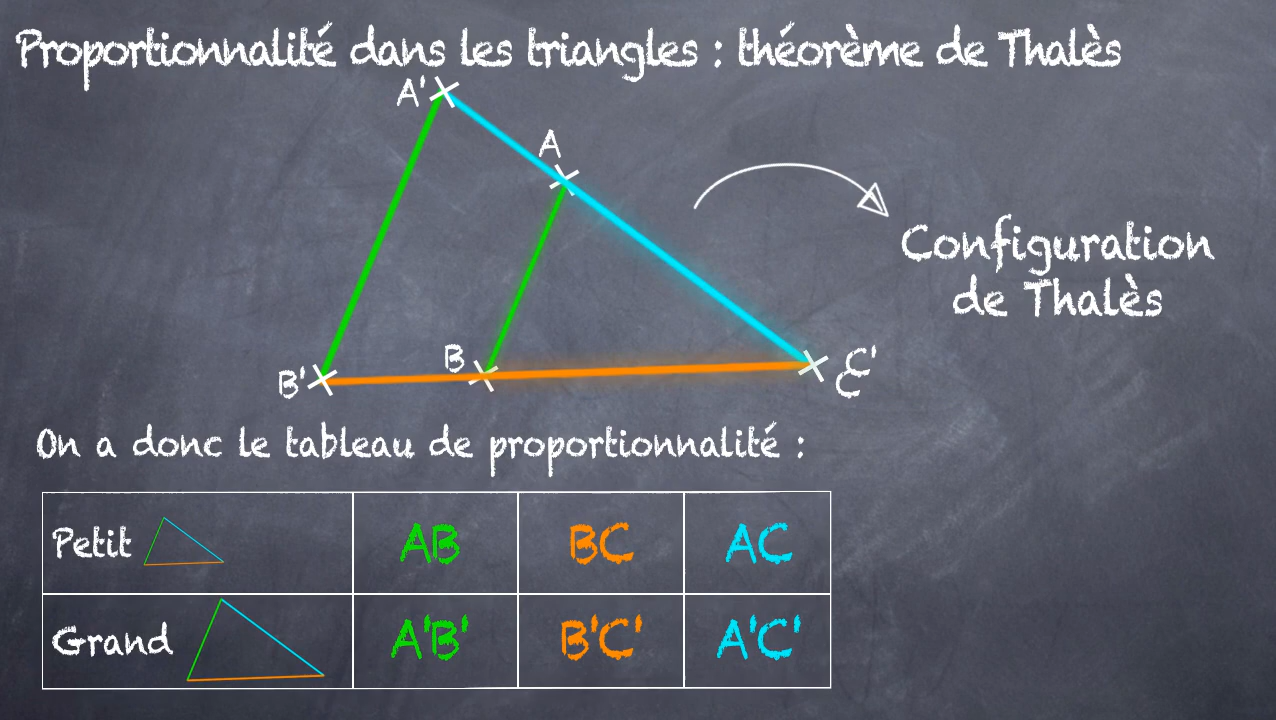 Proportionnalité dans les triangles : théorème de Thalès
A'
A
Configuration
de Thalès
B
B'
C'
C
On a donc le tableau de proportionnalité :
Petit AB BC AC
Grand A'B' B'C' A'C'